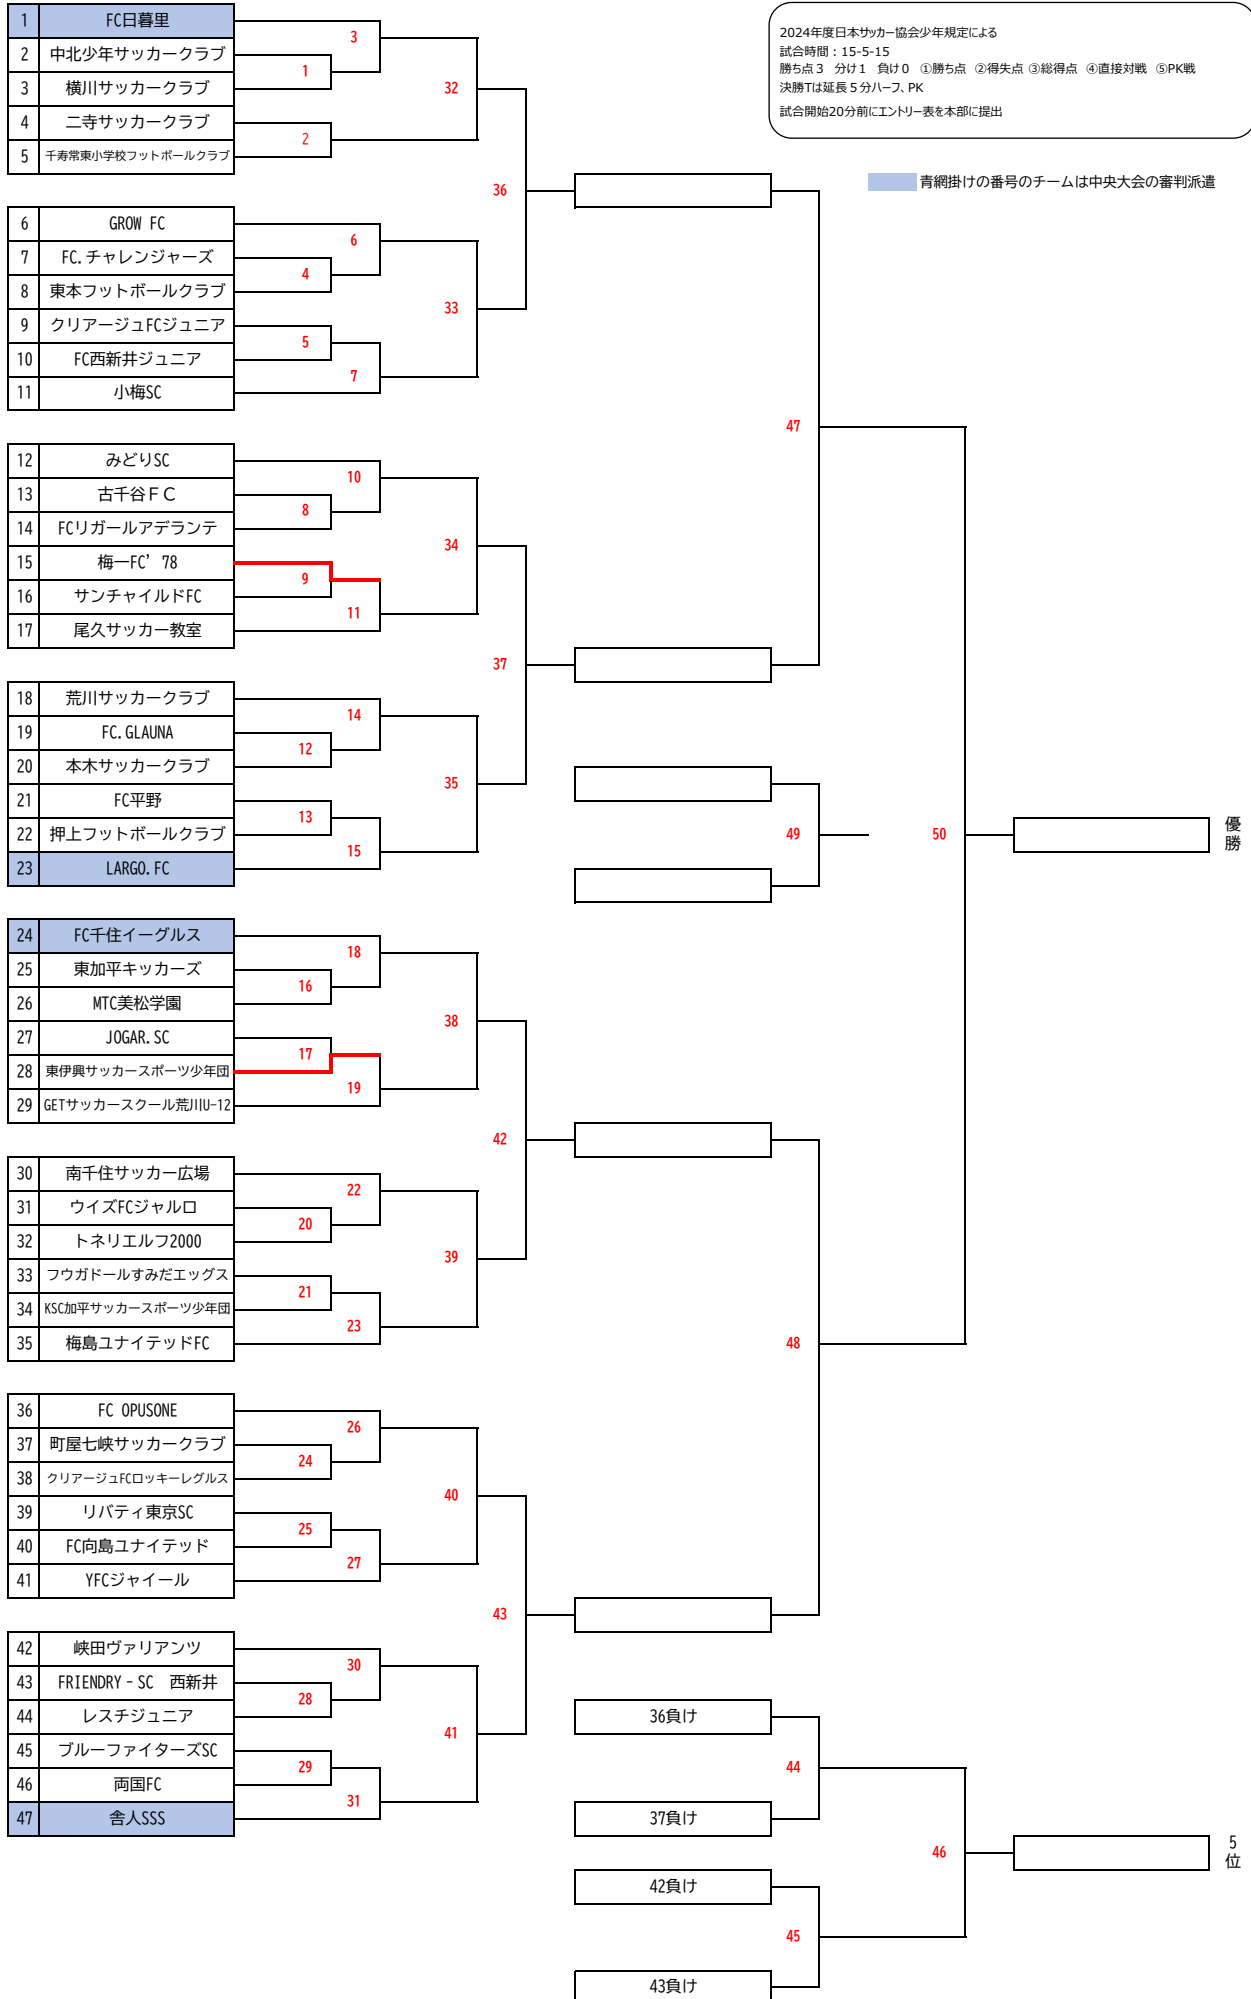 2024年度日本サッカー協会少年規定による
試合時間：15-5-15
勝ち点３ 分け１ 負け０ ①勝ち点 ②得失点 ③総得点 ④直接対戦 ⑤PK戦
決勝Tは延長５分ハーフ、PK
試合開始20分前にエントリー表を本部に提出
青網掛けの番号のチームは中央大会の審判派遣
1 FC日暮里
2 中北少年サッカークラブ
3 横川サッカークラブ
4 二寺サッカークラブ
5 千寿常東小学校フットボールクラブ
3
1
2
32
6 GROW FC
7 FC.チャレンジャーズ
8 東本フットボールクラブ
9 クリアージュFCジュニア
10 FC西新井ジュニア
11 小梅SC
6
4
5
7
33
36
12 みどりSC
13 古千谷ＦＣ
14 FCリガールアデランテ
15 梅一FC’78
16 サンチャイルドFC
17 尾久サッカー教室
10
8
9
11
34
18 荒川サッカークラブ
19 FC.GLAUNA
20 本木サッカークラブ
21 FC平野
22 押上フットボールクラブ
23 LARGO.FC
14
12
13
15
35
37
47
49
50
優勝
24 FC千住イーグルス
25 東加平キッカーズ
26 MTC美松学園
27 JOGAR.SC
28 東伊興サッカースポーツ少年団
29 GETサッカースクール荒川U-12
18
16
17
19
38
30 南千住サッカー広場
31 ウイズFCジャルロ
32 トネリエルフ2000
33 フウガドールすみだエッグス
34 KSC加平サッカースポーツ少年団
35 梅島ユナイテッドFC
22
20
21
23
39
42
48
36 FC OPUSONE
37 町屋七峡サッカークラブ
38 クリアージュFCロッキーレグルス
39 リバティ東京SC
40 FC向島ユナイテッド
41 YFCジャイール
26
24
25
27
40
42 峡田ヴァリアンツ
43 FRIENDRY‐SC　西新井
44 レスチジュニア
45 ブルーファイターズSC
46 両国FC
47 舎人SSS
30
28
29
31
41
43
36負け
37負け
44
42負け
43負け
45
46
5位